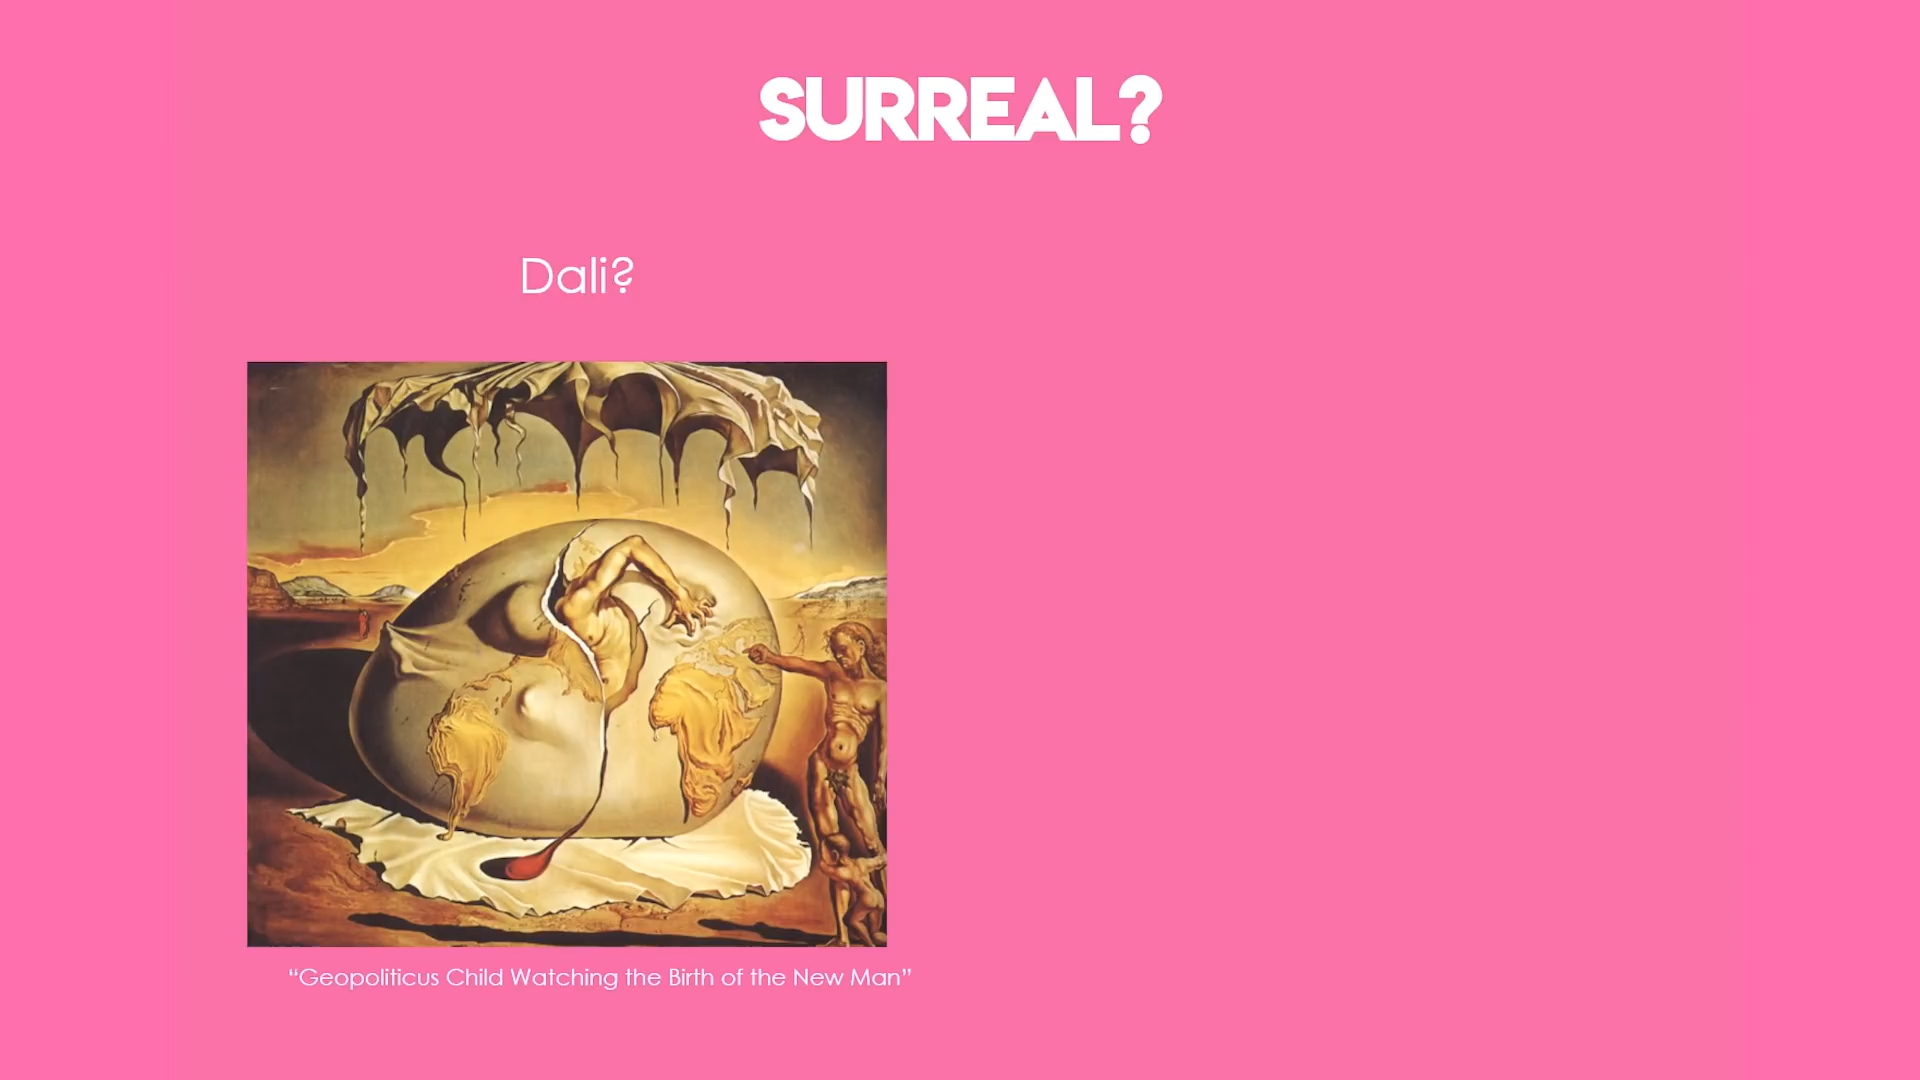 SURREAL?
Dali?
“Geopoliticus Child Watching the Birth of the New Man”